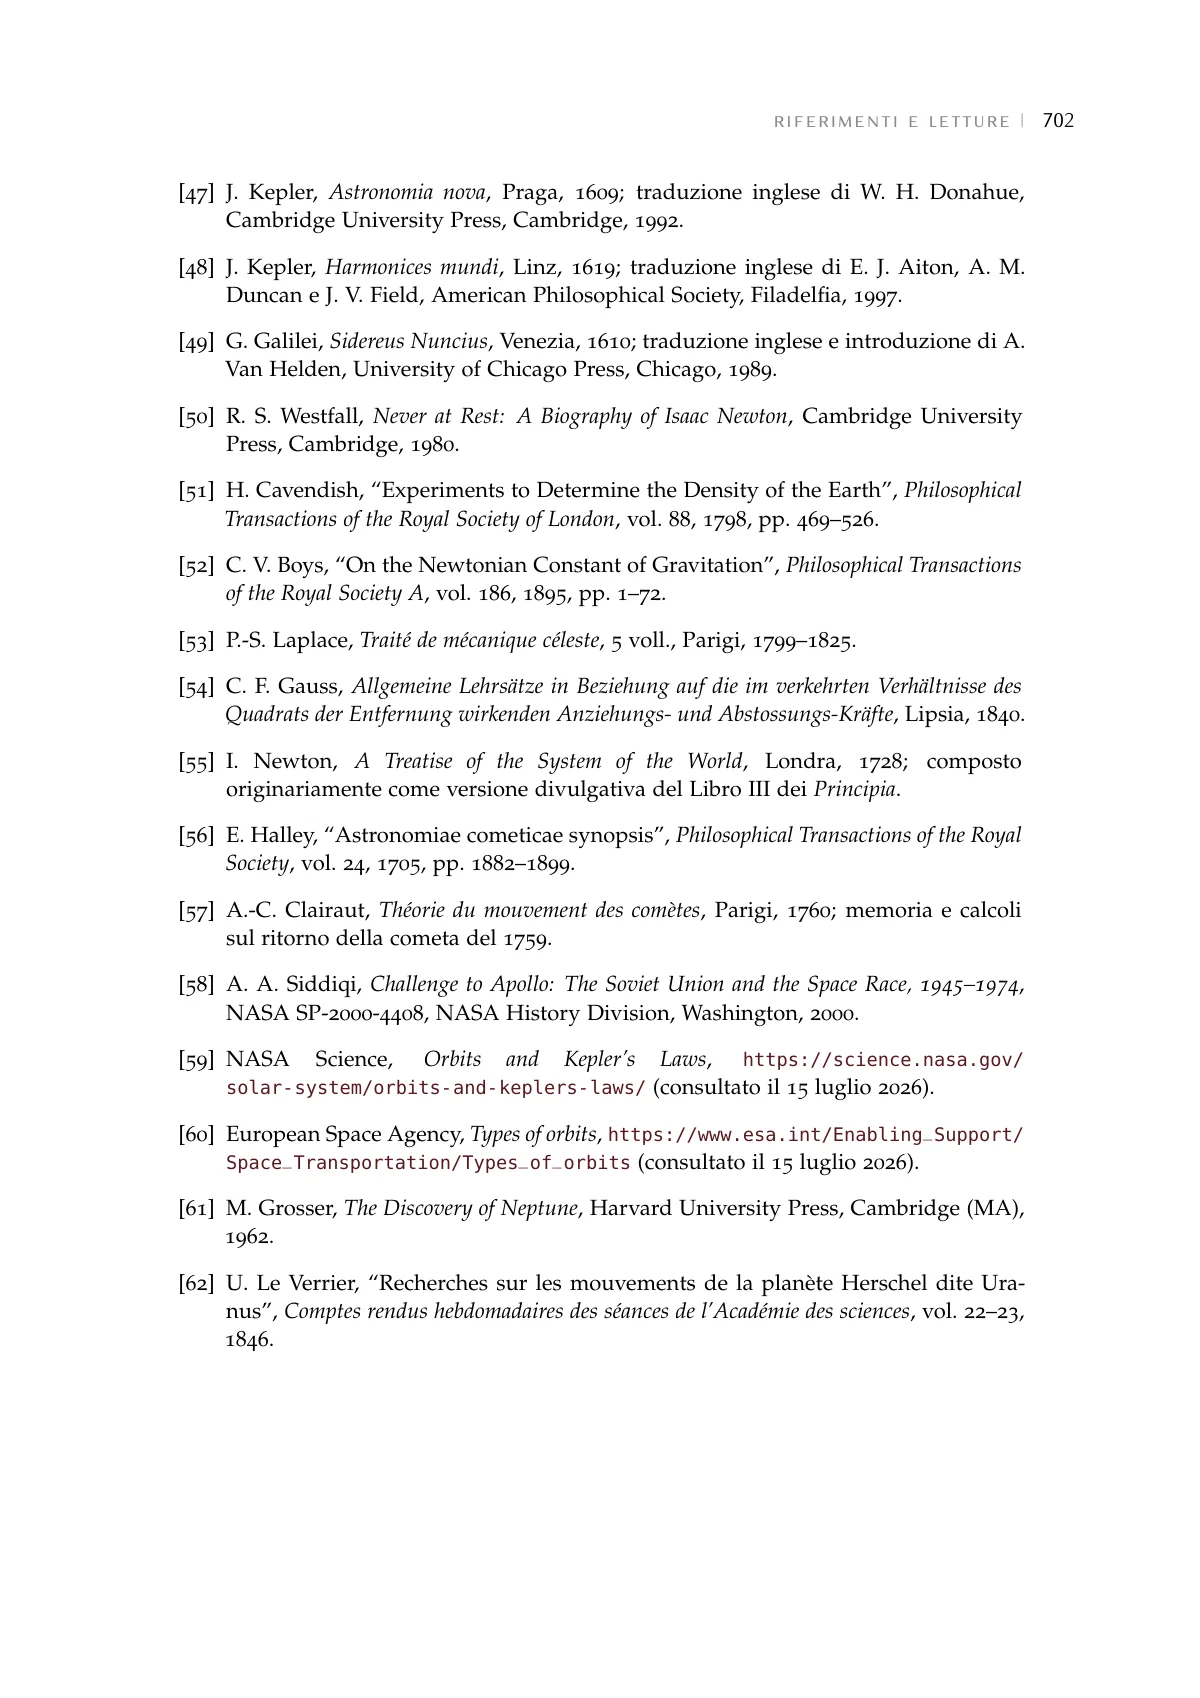 RIFERIMENTI E LETTURE | 702
[47] J. Kepler, Astronomia nova, Praga, 1609; traduzione inglese di W. H. Donahue,
Cambridge University Press, Cambridge, 1992.
[48] J. Kepler, Harmonices mundi, Linz, 1619; traduzione inglese di E. J. Aiton, A. M.
Duncan e J. V. Field, American Philosophical Society, Filadelfia, 1997.
[49] G. Galilei, Sidereus Nuncius, Venezia, 1610; traduzione inglese e introduzione di A.
Van Helden, University of Chicago Press, Chicago, 1989.
[50] R. S. Westfall, Never at Rest: A Biography of Isaac Newton, Cambridge University
Press, Cambridge, 1980.
[51] H. Cavendish, “Experiments to Determine the Density of the Earth”, Philosophical
Transactions of the Royal Society of London, vol. 88, 1798, pp. 469–526.
[52] C. V. Boys, “On the Newtonian Constant of Gravitation”, Philosophical Transactions
of the Royal Society A, vol. 186, 1895, pp. 1–72.
[53] P.-S. Laplace, Traité de mécanique céleste, 5 voll., Parigi, 1799–1825.
[54] C. F. Gauss, Allgemeine Lehrsätze in Beziehung auf die im verkehrten Verhältnisse des
Quadrats der Entfernung wirkenden Anziehungs- und Abstossungs-Kräfte, Lipsia, 1840.
[55] I. Newton, A Treatise of the System of the World, Londra, 1728; composto
originariamente come versione divulgativa del Libro III dei Principia.
[56] E. Halley, “Astronomiae cometicae synopsis”, Philosophical Transactions of the Royal
Society, vol. 24, 1705, pp. 1882–1899.
[57] A.-C. Clairaut, Théorie du mouvement des comètes, Parigi, 1760; memoria e calcoli
sul ritorno della cometa del 1759.
[58] A. A. Siddiqi, Challenge to Apollo: The Soviet Union and the Space Race, 1945–1974,
NASA SP-2000-4408, NASA History Division, Washington, 2000.
[59] NASA Science, Orbits and Kepler’s Laws, https://science.nasa.gov/
solar-system/orbits-and-keplers-laws/ (consultato il 15 luglio 2026).
[60] European Space Agency, Types of orbits, https://www.esa.int/Enabling_Support/
Space_Transportation/Types_of_orbits (consultato il 15 luglio 2026).
[61] M. Grosser, The Discovery of Neptune, Harvard University Press, Cambridge (MA),
1962.
[62] U. Le Verrier, “Recherches sur les mouvements de la planète Herschel dite Ura-
nus”, Comptes rendus hebdomadaires des séances de l’Académie des sciences, vol. 22–23,
1846.